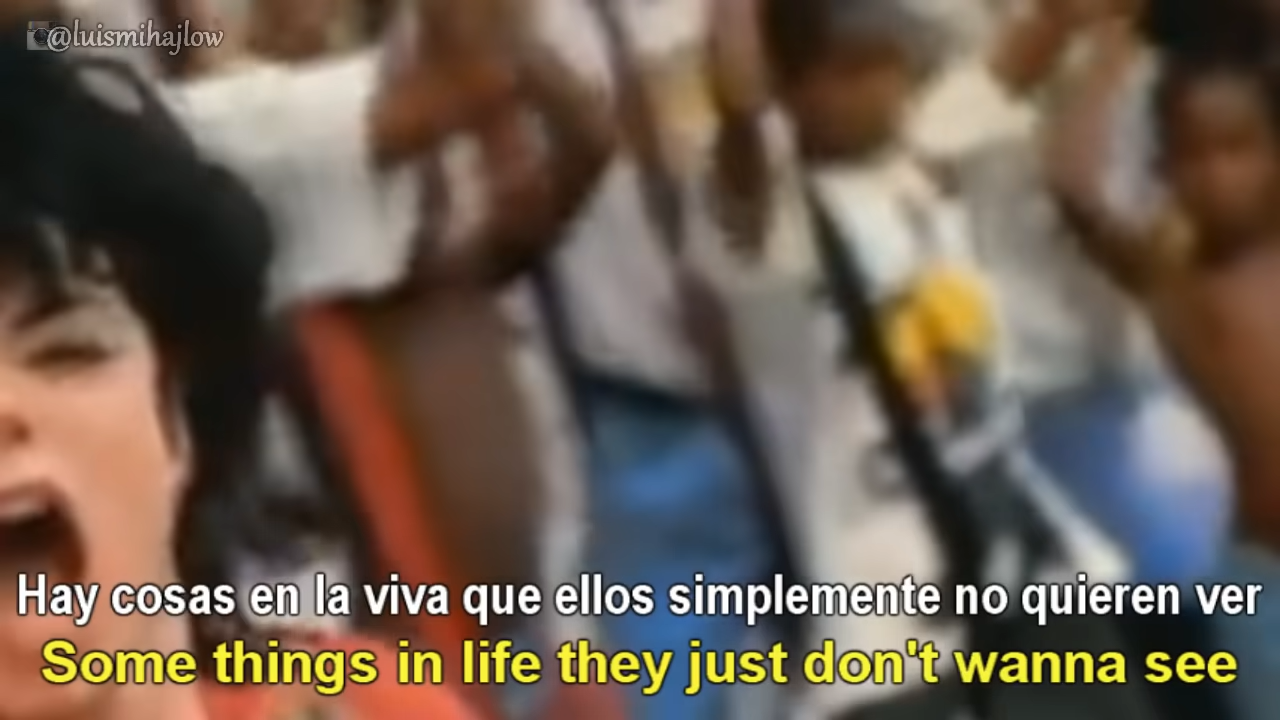 @luismihajlow
Hay cosas en la viva que ellos simplemente no quieren ver
Some things in life they just don't wanna see